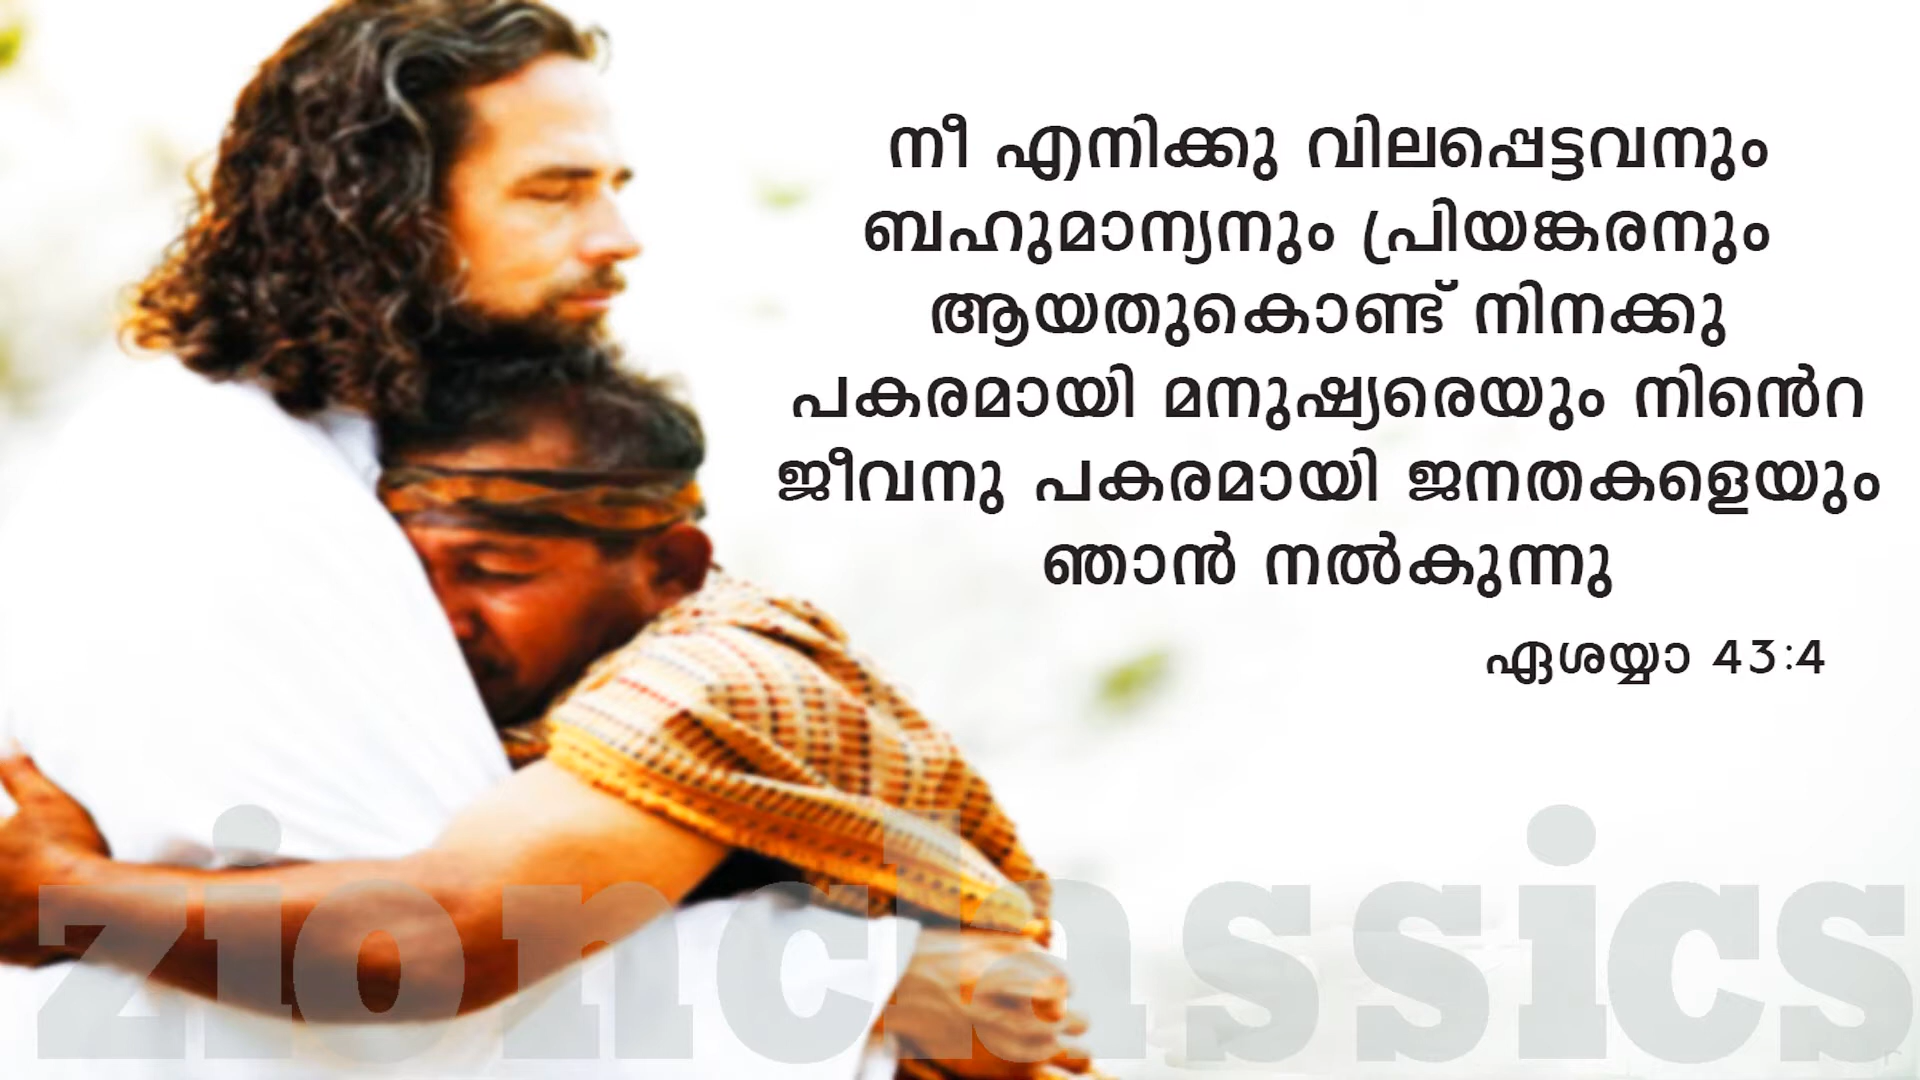 നീ എനിക്കു വിലപ്പെട്ടവനും
ബഹുമാന്യനും പ്രിയങ്കരനും
ആയതുകൊണ്ട് നിനക്കു
പകരമായി മനുഷ്യരെയും നിൻെറ
ജീവനു പകരമായി ജനതകളെയും
ഞാൻ നൽകുന്നു
ഏശയ്യാ 43:4
zionclassics